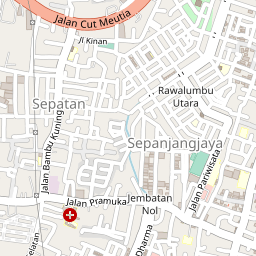 Jalan Cut Meutia
Jl Kinan
Rawalumbu
Utara
Sepatan
Jalan Bambu Kuning
Sepanjangjaya
Jalan Pariwisata
Jalan Pramuka
Jembatan
Nol
Selatan
Dharma